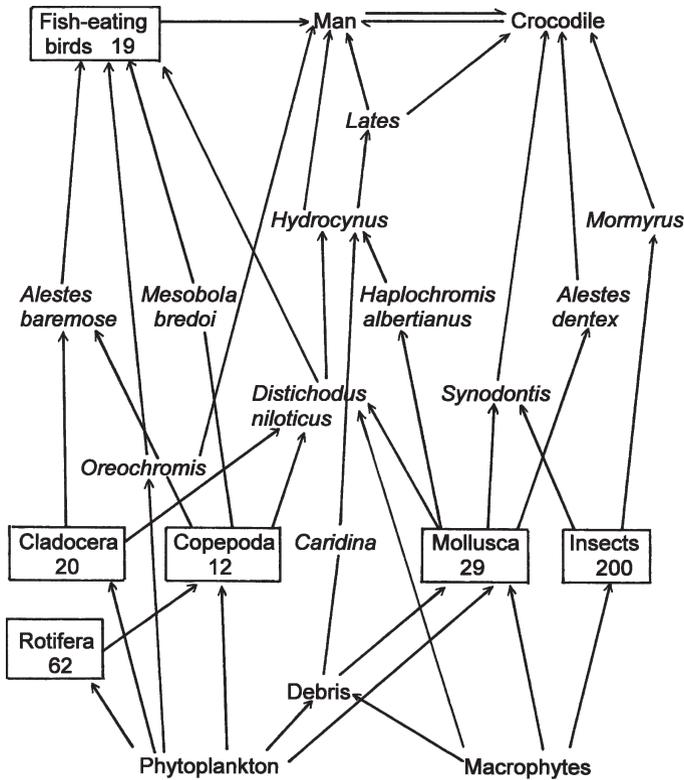 Fish-eating
birds 19
Man
Crocodile
Lates
Hydrocynus
Mormyrus
Alestes
baremose
Mesobola
bredoi
Haplochromis
albertianus
Alestes
dentex
Distichodus
niloticus
Synodontis
Oreochromis
Cladocera
20
Copepoda
12
Caridina
Mollusca
29
Insects
200
Rotifera
62
Debris
Phytoplankton
Macrophytes